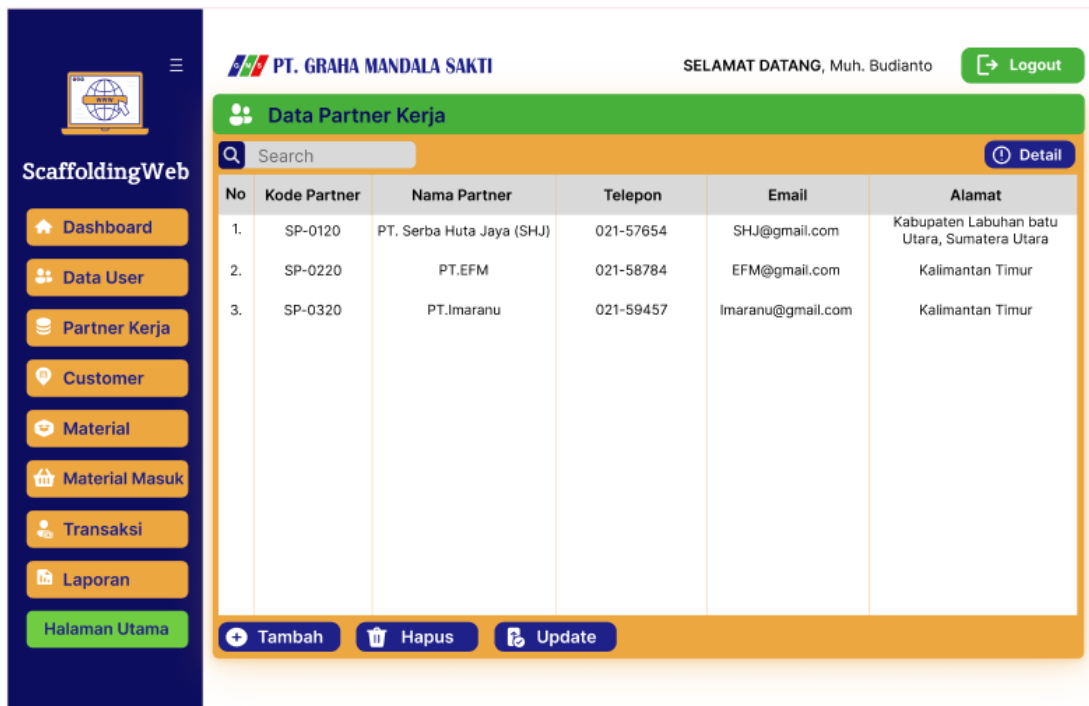 WWW
ScaffoldingWeb
Dashboard
Data User
Partner Kerja
Customer
Material
Material Masuk
Transaksi
Laporan
Halaman Utama
GMS PT. GRAHA MANDALA SAKTI
SELAMAT DATANG, Muh. Budianto
Logout
Data Partner Kerja
Search
Detail
No Kode Partner Nama Partner Telepon Email Alamat
1. SP-0120 PT. Serba Huta Jaya (SHJ) 021-57654 SHJ@gmail.com Kabupaten Labuhan batu
Utara, Sumatera Utara
2. SP-0220 PT.EFM 021-58784 EFM@gmail.com Kalimantan Timur
3. SP-0320 PT.Imaranu 021-59457 Imaranu@gmail.com Kalimantan Timur
Tambah Hapus Update